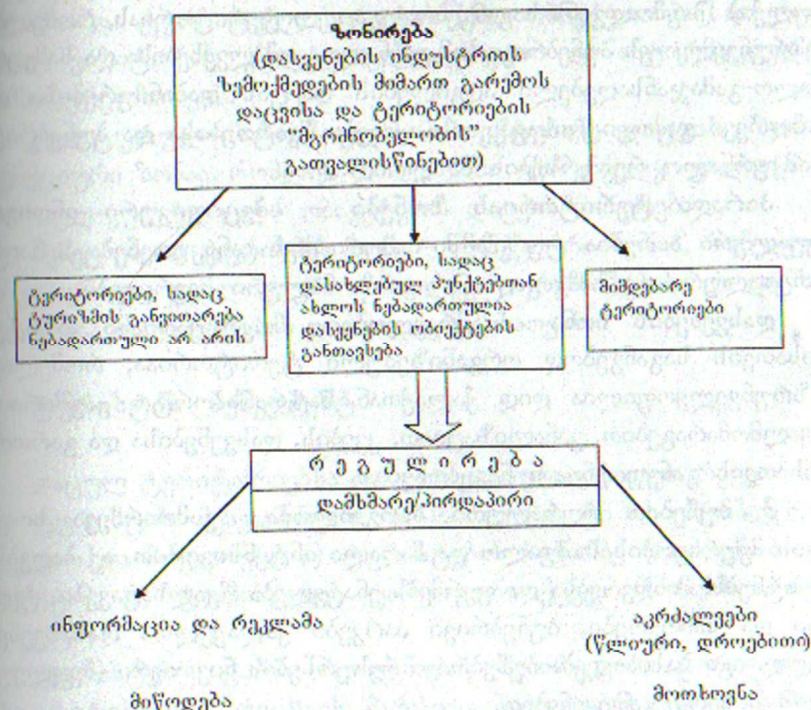 ზონირება
(დასვენების ინდუსტრიის
ზემოქმედების მიმართ გარემოს
დაცვისა და ტერიტორიების
"მგრძნობელობის"
გათვალისწინებით)
ტერიტორიები, სადაც
ტურიზმის განვითარება
ნებადართული არ არის
ტერიტორიები, სადაც
დასახლებულ პუნქტებთან
ახლოს ნებადართულია
დასვენების ობიექტების
განთავსება
მიმდებარე
ტერიტორიები
რ ე გ უ ლ ი რ ე ბ ა
დამხმარე/პირდაპირი
ინფორმაცია და რეკლამა
აკრძალვები
(წლიური, დროებითი)
მიწოდება
მოთხოვნა